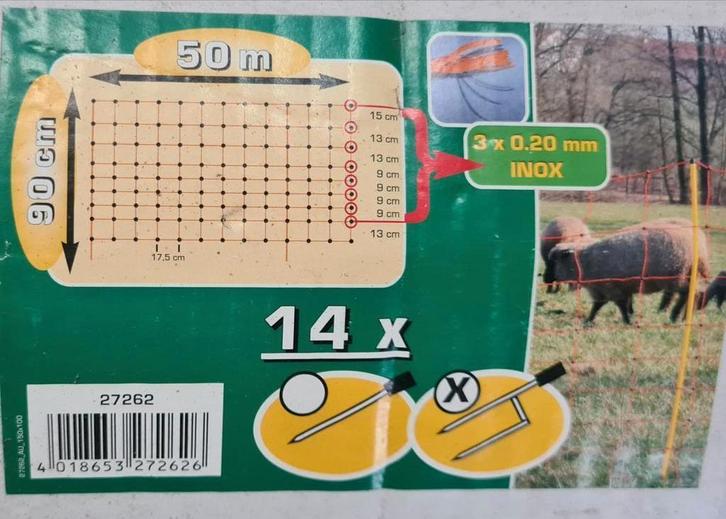 50 m
90 cm
15 cm
13 cm
13 cm
9 cm
9 cm
9 cm
9 cm
13 cm
17,5 cm
3 x 0.20 mm
INOX
14 x
X
27262
4 018653 272626
27262_AU_150x100